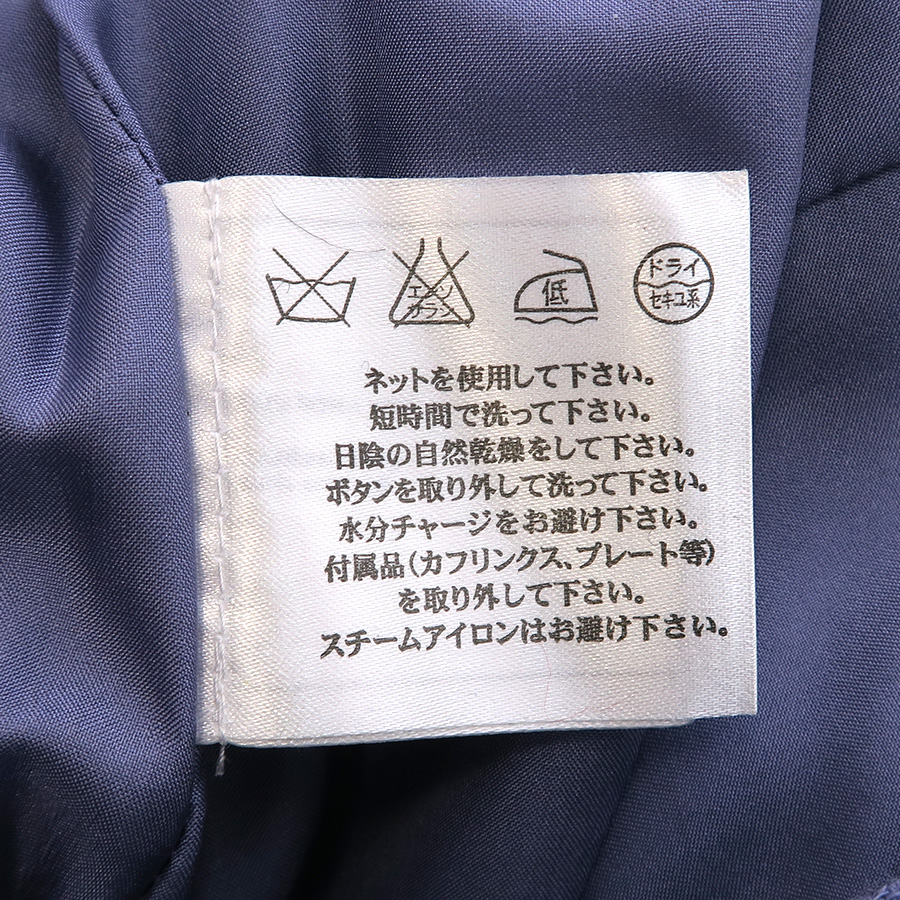 エンソ
サラシ
低
ドライ
セキユ系
ネットを使用して下さい。
短時間で洗って下さい。
日陰の自然乾燥をして下さい。
ボタンを取り外して洗って下さい。
水分チャージをお避け下さい。
付属品(カフリンクス、プレート等)
を取り外して下さい。
スチームアイロンはお避け下さい。